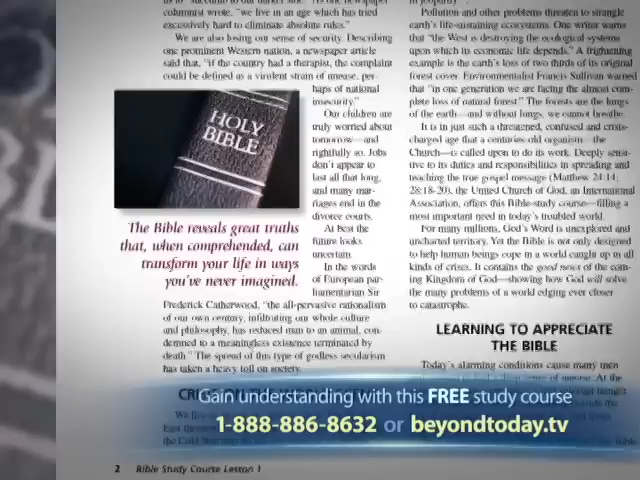 columnist wrote, "we live in an age which has tried
excessively hard to eliminate absolute rules."
We are also losing our sense of security. Describing
one prominent Western nation, a newspaper article
said that, "if the country had a therapist, the complaint
could be defined as a virulent strain of unease, per-
haps of national
insecurity."
Our children are
truly worried about
tomorrow—and
rightfully so. Jobs
don't appear to
last all that long,
and many mar-
riages end in the
divorce courts.
At best the
future looks
uncertain.
In the words
of European par-
liamentarian Sir
Frederick Catherwood, "the all-pervasive rationalism
of our own century, infiltrating our whole culture
and philosophy, has reduced man to an animal, con-
demned to a meaningless existence terminated by
death." The spread of this type of godless secularism
has taken a heavy toll on society.
HOLY
BIBLE
The Bible reveals great truths
that, when comprehended, can
transform your life in ways
you've never imagined.
Pollution and other problems threaten to strangle
earth's life-sustaining ecosystems. One writer warns
that "the West is destroying the ecological systems
upon which its economic life depends." A frightening
example is the earth's loss of two thirds of its original
forest cover. Environmentalist Francis Sullivan warned
that "in one generation we are facing the almost com-
plete loss of natural forest." The forests are the lungs
of the earth—and without lungs, we cannot breathe.
It is in just such a threatened, confused and crisis-
charged age that a centuries-old organism—the
Church—is called upon to do its work. Deeply sensi-
tive to its duties and responsibilities in spreading and
teaching the true gospel message (Matthew 24:14;
28:18-20), the United Church of God, an International
Association, offers this Bible-study course—filling a
most important need in today's troubled world.
For many millions, God's Word is unexplored and
uncharted territory. Yet the Bible is not only designed
to help human beings cope in a world caught up in all
kinds of crises. It contains the good news of the com-
ing Kingdom of God—showing how God will solve
the many problems of a world edging ever closer
to catastrophe.
LEARNING TO APPRECIATE
THE BIBLE
Today's alarming conditions cause many men
Gain understanding with this FREE study course
1-888-886-8632 or beyondtoday.tv
2 Bible Study Course Lesson 1